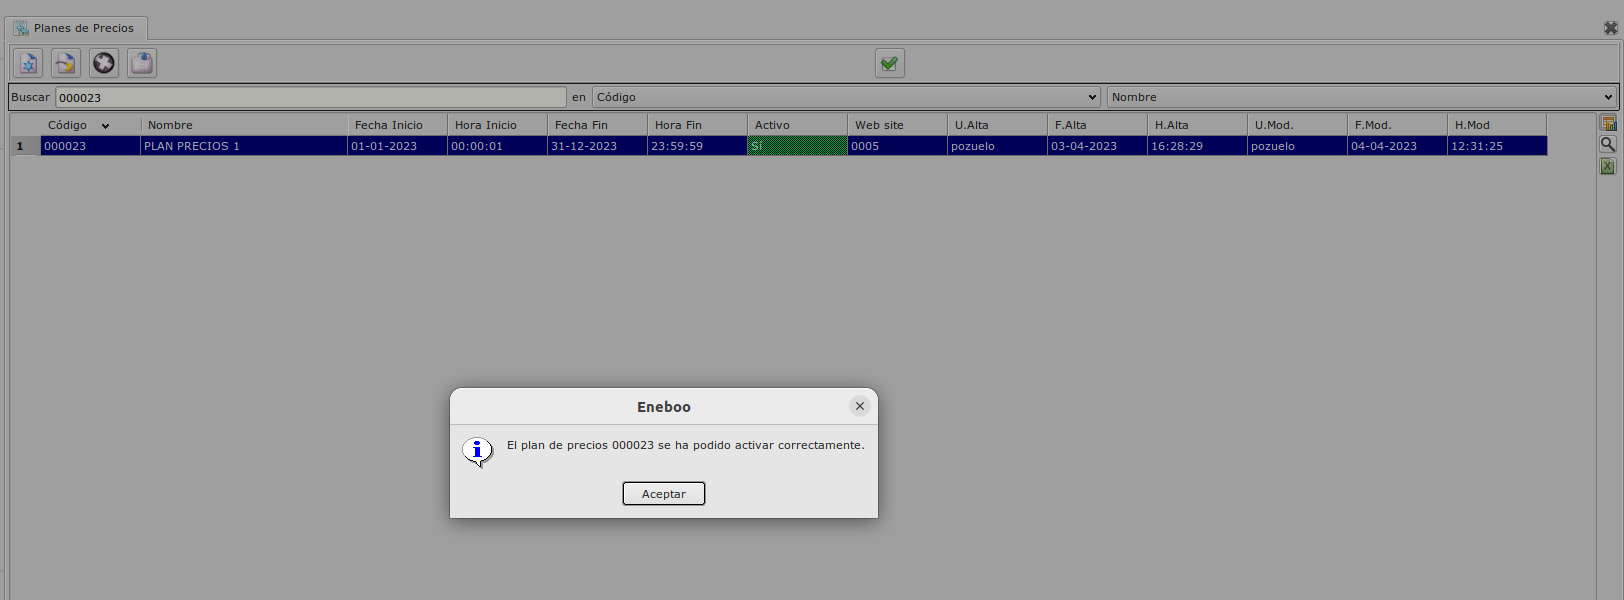 Planes de Precios
Buscar 000023 en Código Nombre
Código Nombre Fecha Inicio Hora Inicio Fecha Fin Hora Fin Activo Web site U.Alta F.Alta H.Alta U.Mod. F.Mod. H.Mod
1 000023 PLAN PRECIOS 1 01-01-2023 00:00:01 31-12-2023 23:59:59 Sí 0005 pozuelo 03-04-2023 16:28:29 pozuelo 04-04-2023 12:31:25
Eneboo
El plan de precios 000023 se ha podido activar correctamente.
Aceptar